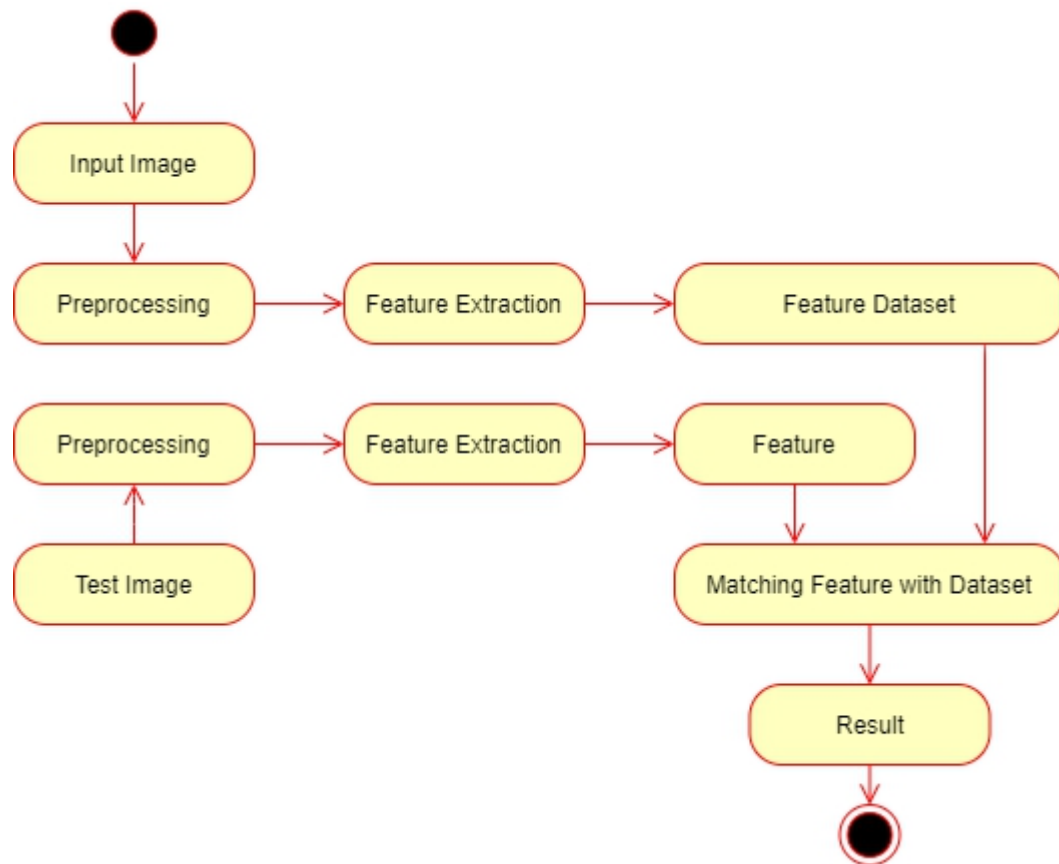 Input Image
Preprocessing
Feature Extraction
Feature Dataset
Preprocessing
Feature Extraction
Feature
Test Image
Matching Feature with Dataset
Result